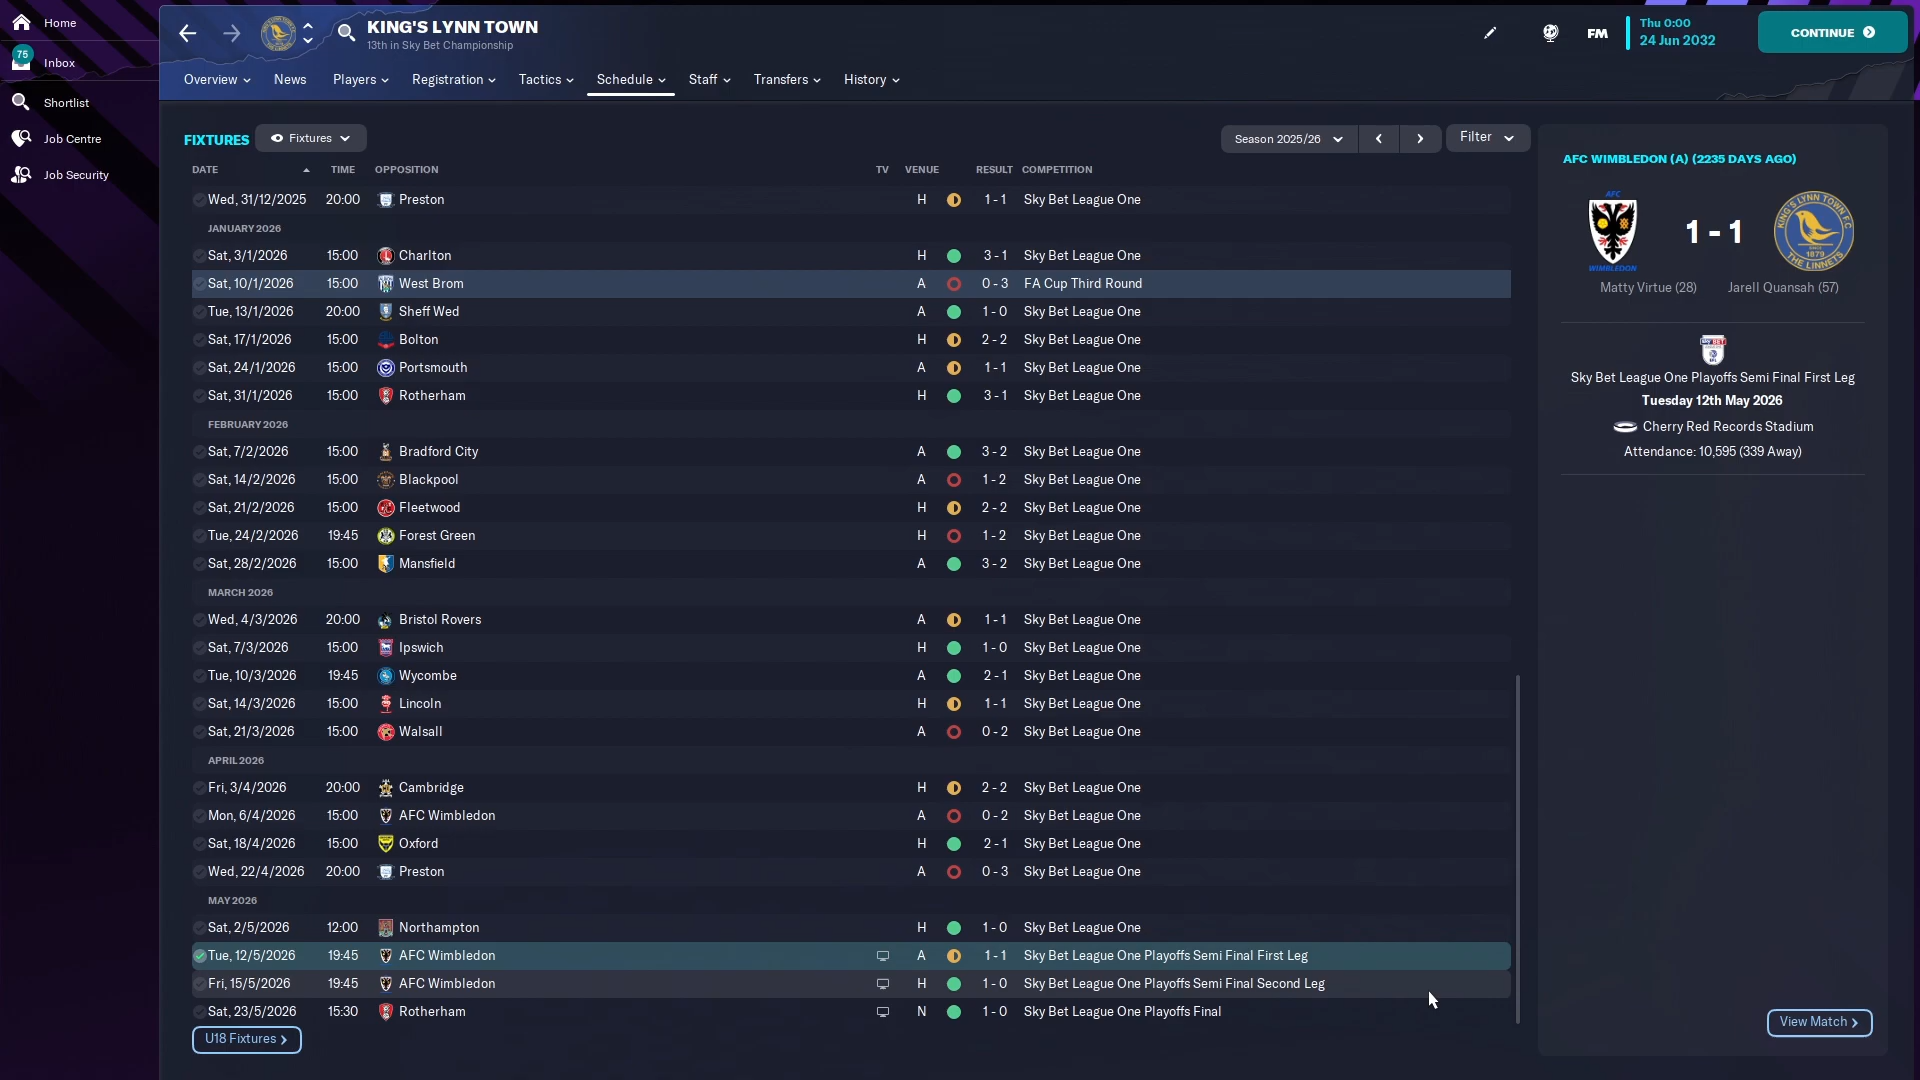 Home
75
Inbox
Shortlist
Job Centre
Job Security
KING'S LYNN TOWN
13th in Sky Bet Championship
FM
Thu 0:00
24 Jun 2032
CONTINUE
Overview
News
Players
Registration
Tactics
Schedule
Staff
Transfers
History
FIXTURES
Fixtures
Season 2025/26
Filter
DATE TIME OPPOSITION TV VENUE RESULT COMPETITION
Wed, 31/12/2025 20:00 Preston H 1 - 1 Sky Bet League One
JANUARY 2026
Sat, 3/1/2026 15:00 Charlton H 3 - 1 Sky Bet League One
Sat, 10/1/2026 15:00 West Brom A 0 - 3 FA Cup Third Round
Tue, 13/1/2026 20:00 Sheff Wed A 1 - 0 Sky Bet League One
Sat, 17/1/2026 15:00 Bolton H 2 - 2 Sky Bet League One
Sat, 24/1/2026 15:00 Portsmouth A 1 - 1 Sky Bet League One
Sat, 31/1/2026 15:00 Rotherham H 3 - 1 Sky Bet League One
FEBRUARY 2026
Sat, 7/2/2026 15:00 Bradford City A 3 - 2 Sky Bet League One
Sat, 14/2/2026 15:00 Blackpool A 1 - 2 Sky Bet League One
Sat, 21/2/2026 15:00 Fleetwood H 2 - 2 Sky Bet League One
Tue, 24/2/2026 19:45 Forest Green H 1 - 2 Sky Bet League One
Sat, 28/2/2026 15:00 Mansfield A 3 - 2 Sky Bet League One
MARCH 2026
Wed, 4/3/2026 20:00 Bristol Rovers A 1 - 1 Sky Bet League One
Sat, 7/3/2026 15:00 Ipswich H 1 - 0 Sky Bet League One
Tue, 10/3/2026 19:45 Wycombe A 2 - 1 Sky Bet League One
Sat, 14/3/2026 15:00 Lincoln H 1 - 1 Sky Bet League One
Sat, 21/3/2026 15:00 Walsall A 0 - 2 Sky Bet League One
APRIL 2026
Fri, 3/4/2026 20:00 Cambridge H 2 - 2 Sky Bet League One
Mon, 6/4/2026 15:00 AFC Wimbledon A 0 - 2 Sky Bet League One
Sat, 18/4/2026 15:00 Oxford H 2 - 1 Sky Bet League One
Wed, 22/4/2026 20:00 Preston A 0 - 3 Sky Bet League One
MAY 2026
Sat, 2/5/2026 12:00 Northampton H 1 - 0 Sky Bet League One
Tue, 12/5/2026 19:45 AFC Wimbledon A 1 - 1 Sky Bet League One Playoffs Semi Final First Leg
Fri, 15/5/2026 19:45 AFC Wimbledon H 1 - 0 Sky Bet League One Playoffs Semi Final Second Leg
Sat, 23/5/2026 15:30 Rotherham N 1 - 0 Sky Bet League One Playoffs Final
U18 Fixtures
AFC WIMBLEDON (A) (2235 DAYS AGO)
AFC
WIMBLEDON
1 - 1
KING'S LYNN TOWN FC
1879
THE LINNETS
Matty Virtue (28)
Jarell Quansah (57)
SKY BET
EFL
Sky Bet League One Playoffs Semi Final First Leg
Tuesday 12th May 2026
Cherry Red Records Stadium
Attendance: 10,595 (339 Away)
View Match